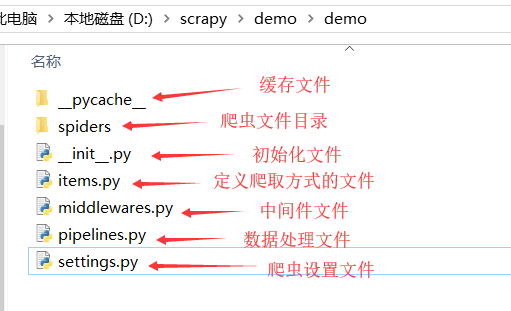 比电脑 > 本地磁盘 (D:) > scrapy > demo > demo
名称
__pycache__ 缓存文件
spiders 爬虫文件目录
__init__.py 初始化文件
items.py 定义爬取方式的文件
middlewares.py 中间件文件
pipelines.py 数据处理文件
settings.py 爬虫设置文件